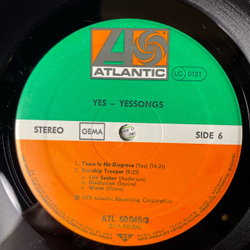 ATLANTIC
LC 0121
YES - YESSONGS
STEREO
GEMA
SIDE 6
1. Yours Is No Disgrace (Yes) (14:21)
2. Starship Trooper (9:25)
a. Life Seeker (Anderson)
b. Disillusion (Squire)
c. Wurm (Howe)
℗ 1973 Atlantic Recording Corporation
ATL 60045/3